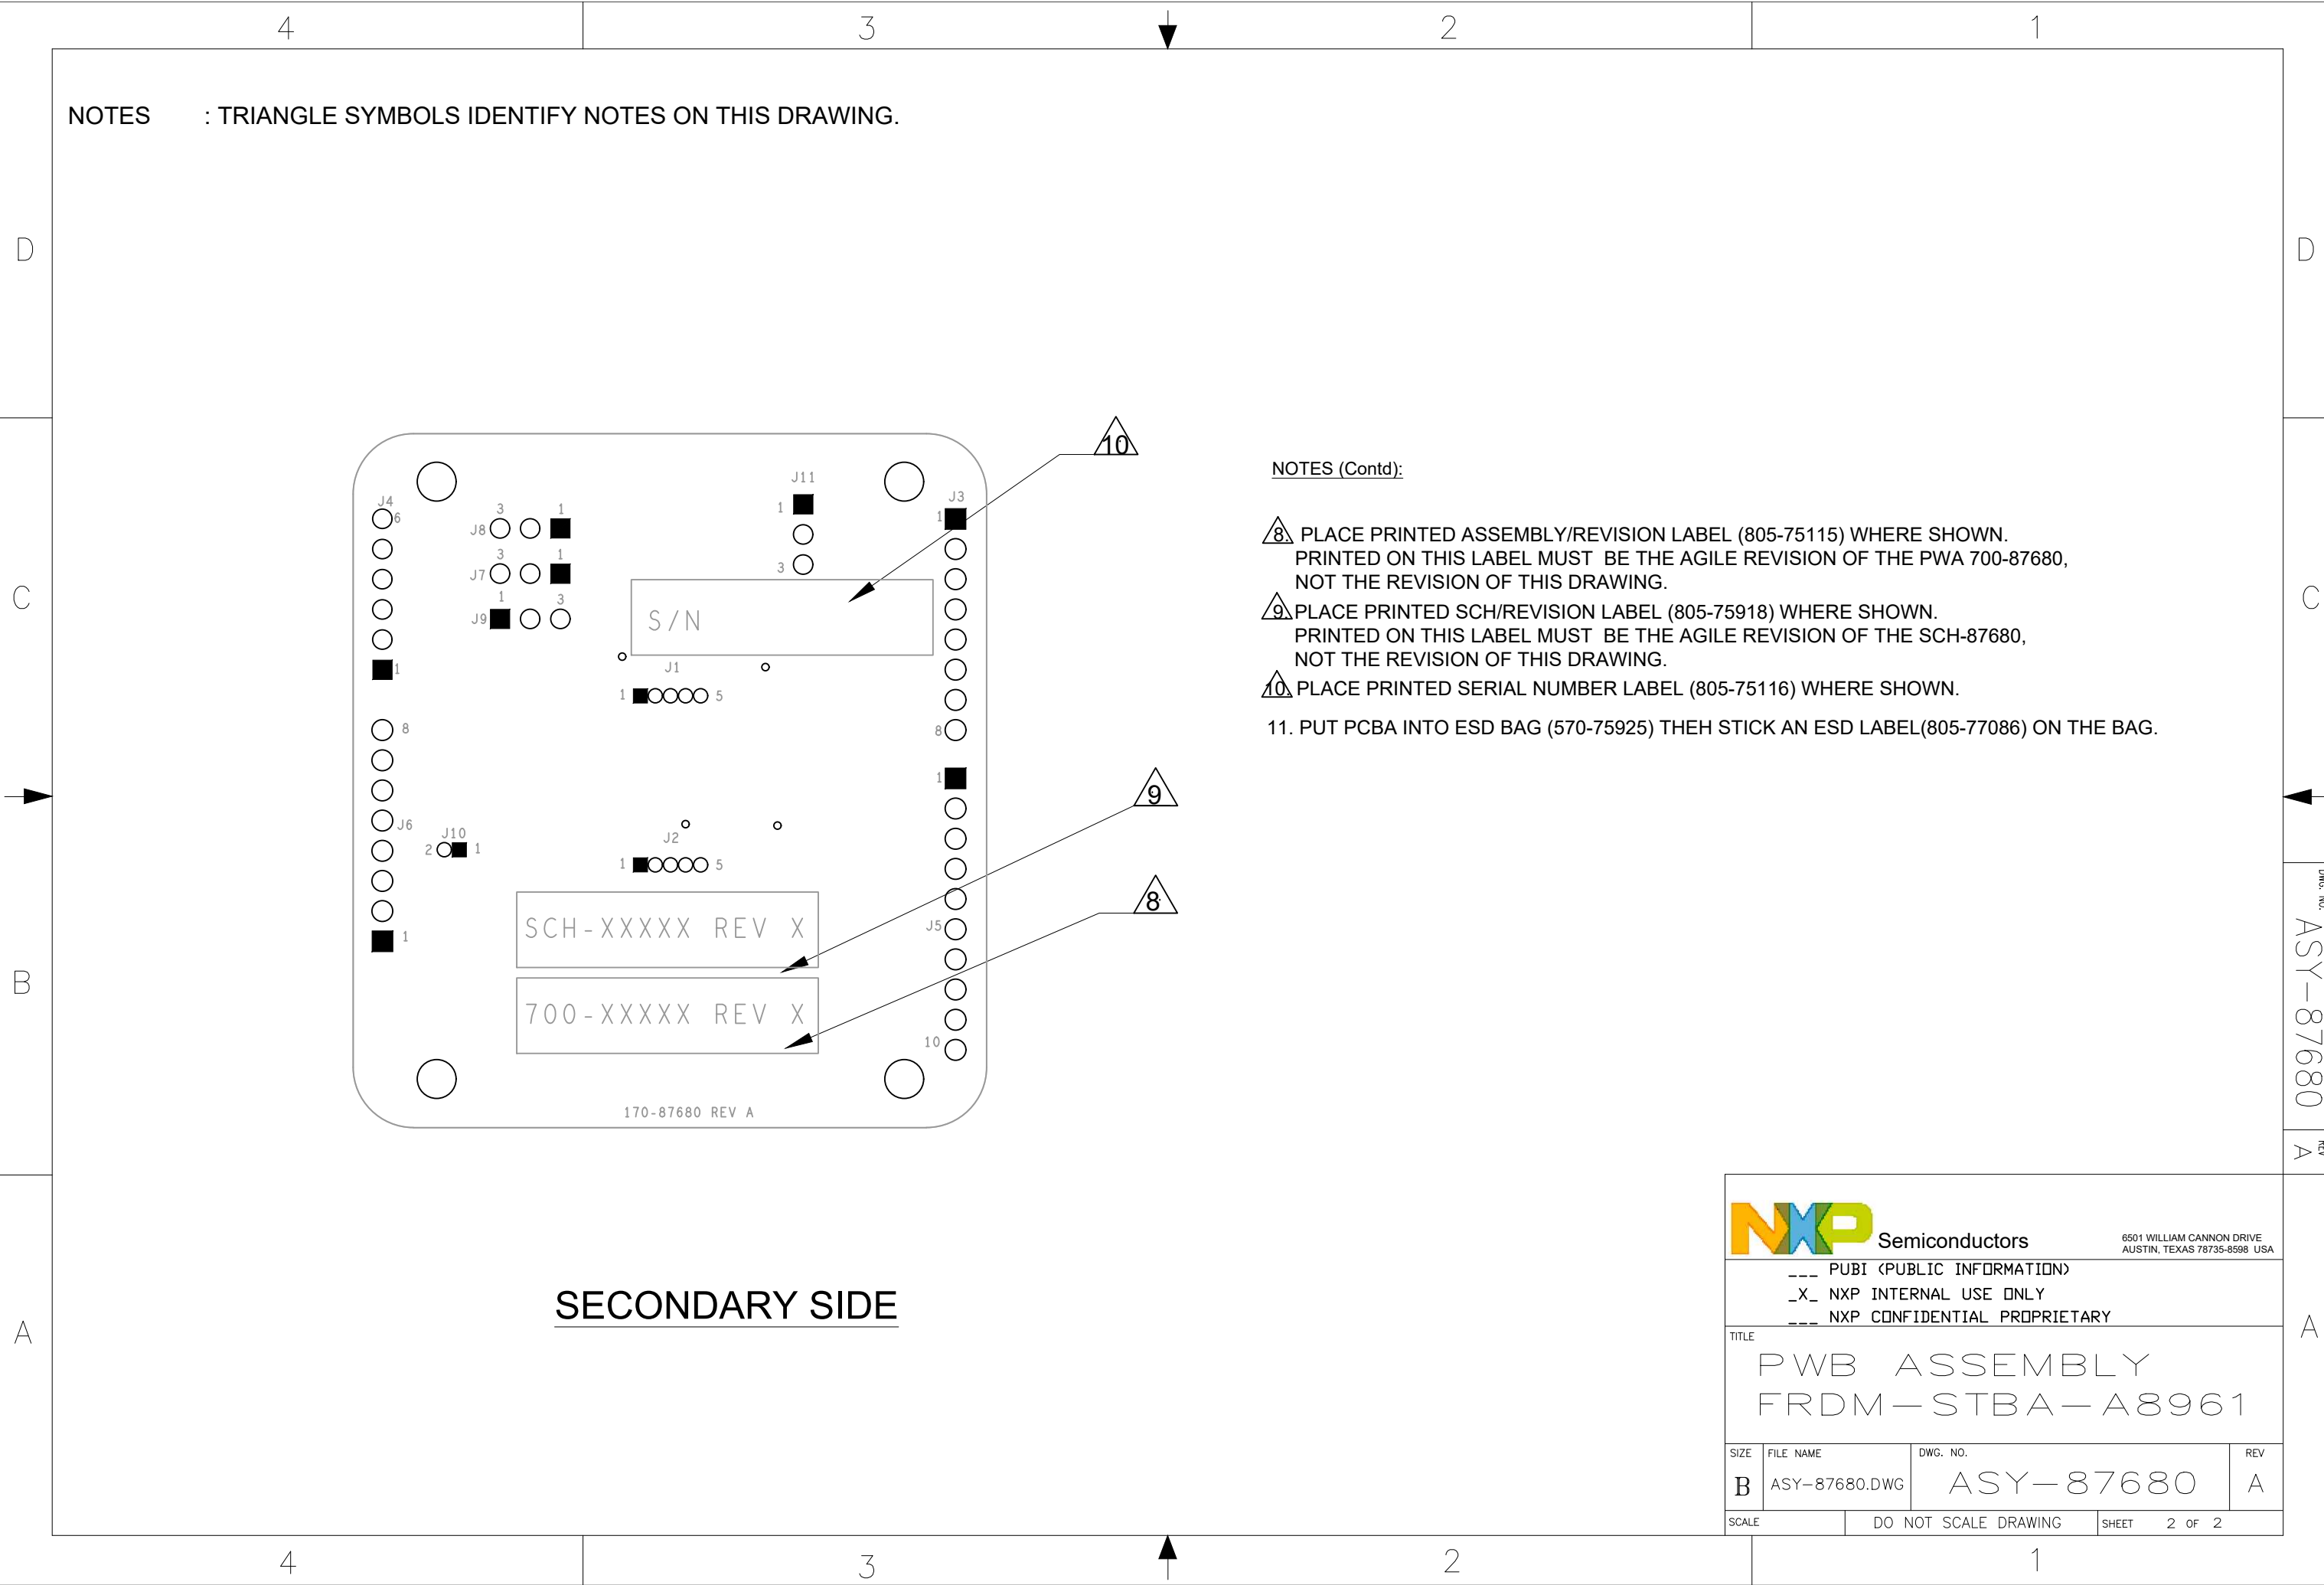 4 3 2 1
NOTES : TRIANGLE SYMBOLS IDENTIFY NOTES ON THIS DRAWING.
D D
10
J11
J4 J3
6 3 1 1 1
J8
3 1
J7 3
1 3
J9
S/N
C C
J1
1
1 5
8 8
1
9
J6
J10
2 1
J2
1 5
8
SCH-XXXXX REV X
J5
1
700-XXXXX REV X
10
170-87680 REV A
B B
NOTES (Contd):
8. PLACE PRINTED ASSEMBLY/REVISION LABEL (805-75115) WHERE SHOWN.
PRINTED ON THIS LABEL MUST BE THE AGILE REVISION OF THE PWA 700-87680,
NOT THE REVISION OF THIS DRAWING.
9. PLACE PRINTED SCH/REVISION LABEL (805-75918) WHERE SHOWN.
PRINTED ON THIS LABEL MUST BE THE AGILE REVISION OF THE SCH-87680,
NOT THE REVISION OF THIS DRAWING.
10. PLACE PRINTED SERIAL NUMBER LABEL (805-75116) WHERE SHOWN.
11. PUT PCBA INTO ESD BAG (570-75925) THEH STICK AN ESD LABEL(805-77086) ON THE BAG.
DWG. NO. ASY-87680
REV A
SECONDARY SIDE
A A
NXP Semiconductors
6501 WILLIAM CANNON DRIVE
AUSTIN, TEXAS 78735-8598 USA
___ PUBI (PUBLIC INFORMATION)
_X_ NXP INTERNAL USE ONLY
___ NXP CONFIDENTIAL PROPRIETARY
TITLE
PWB ASSEMBLY
FRDM-STBA-A8961
SIZE FILE NAME DWG. NO. REV
B ASY-87680.DWG ASY-87680 A
SCALE DO NOT SCALE DRAWING SHEET 2 OF 2
4 3 2 1